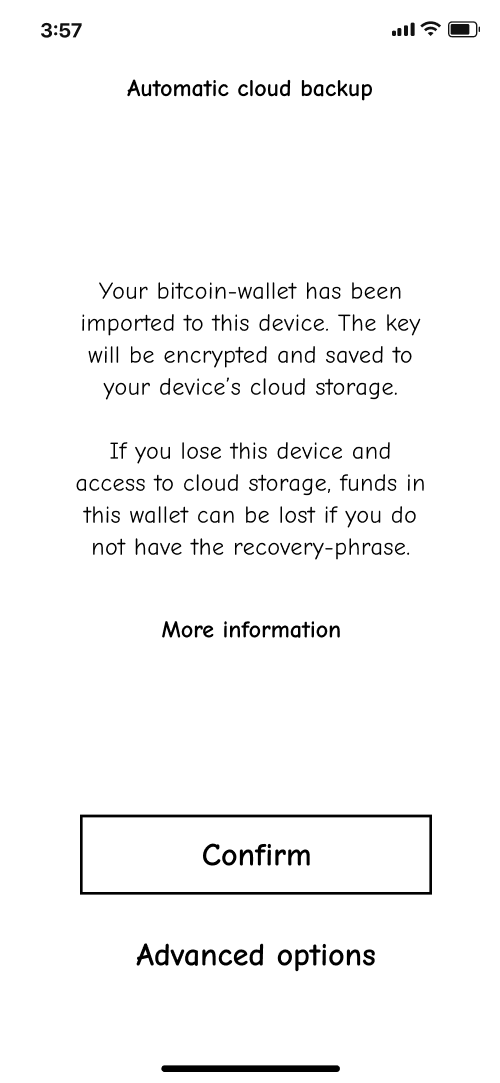 3:57
Automatic cloud backup
Your bitcoin-wallet has been
imported to this device. The key
will be encrypted and saved to
your device's cloud storage.
If you lose this device and
access to cloud storage, funds in
this wallet can be lost if you do
not have the recovery-phrase.
More information
Confirm
Advanced options